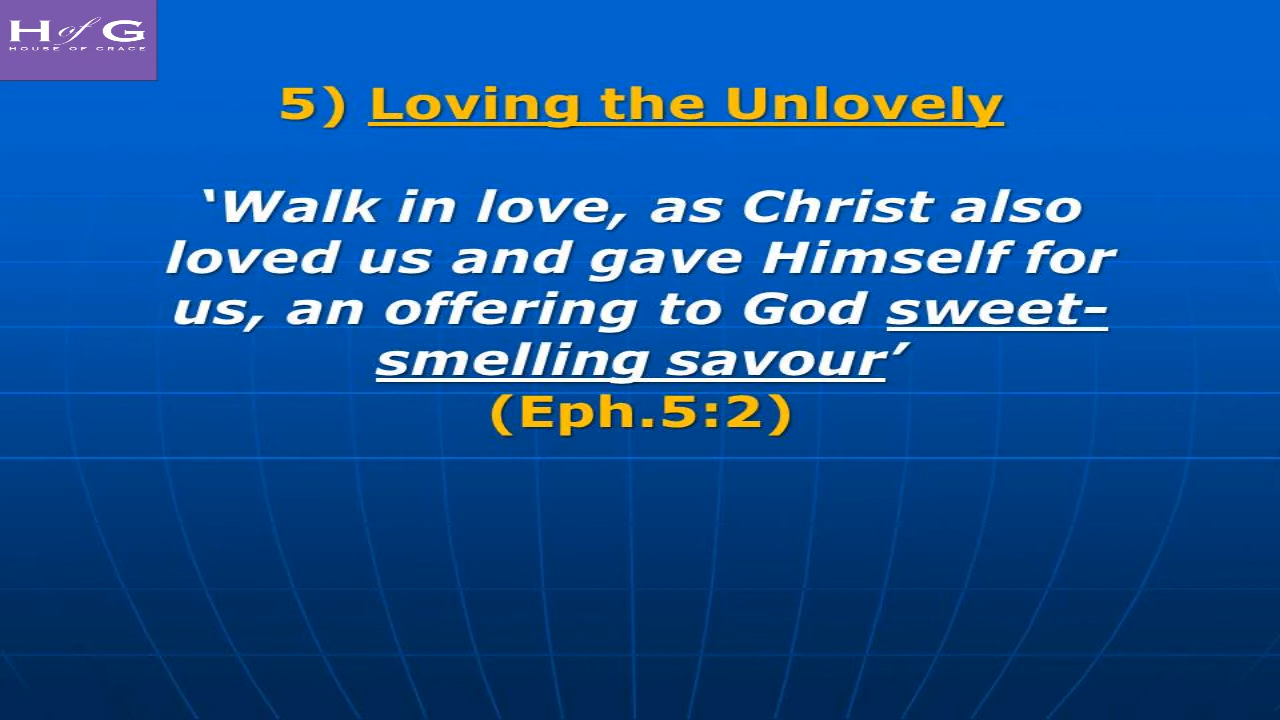 H of G
HOUSE OF GRACE
5) Loving the Unlovely
‘Walk in love, as Christ also
loved us and gave Himself for
us, an offering to God sweet-
smelling savour’
(Eph.5:2)